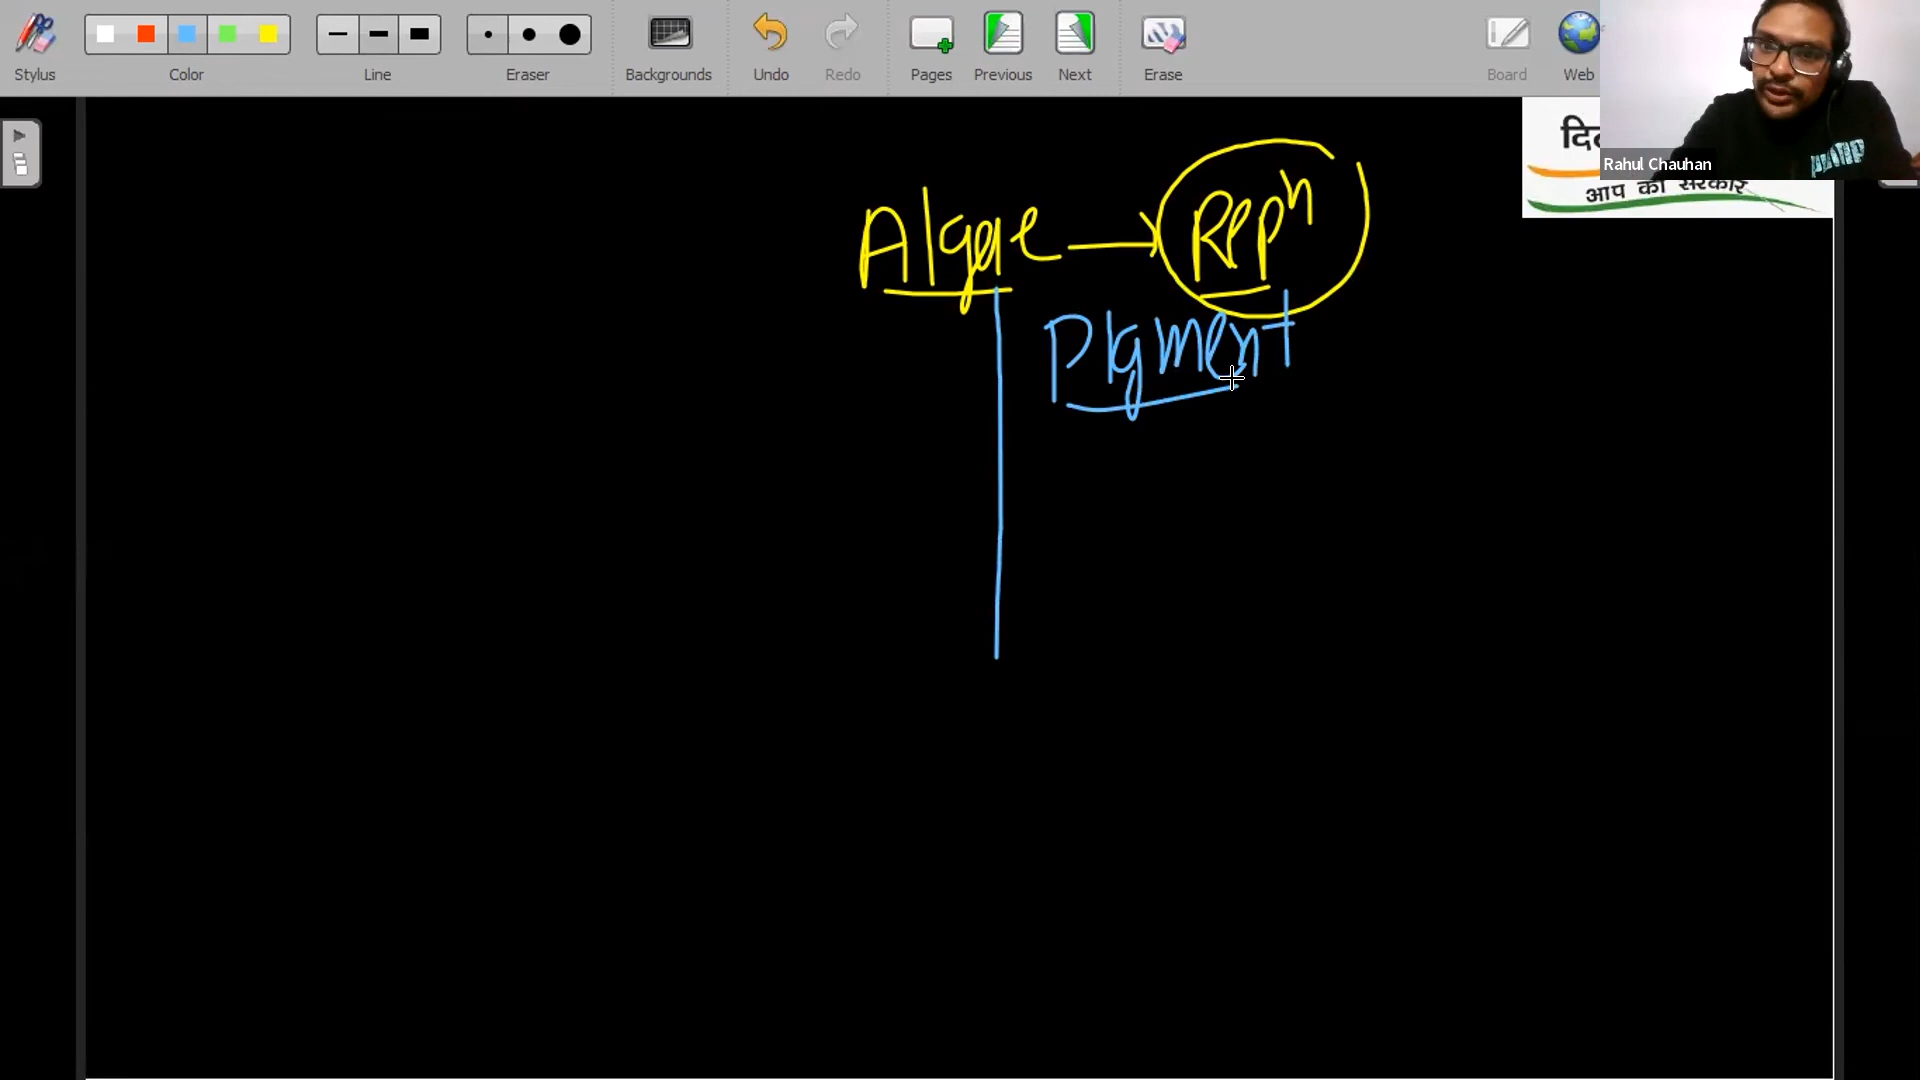 Stylus Color Line Eraser Backgrounds Undo Redo Pages Previous Next Erase Board Web
Rahul Chauhan
आप की सरकार
Algae → Repn
Pigment